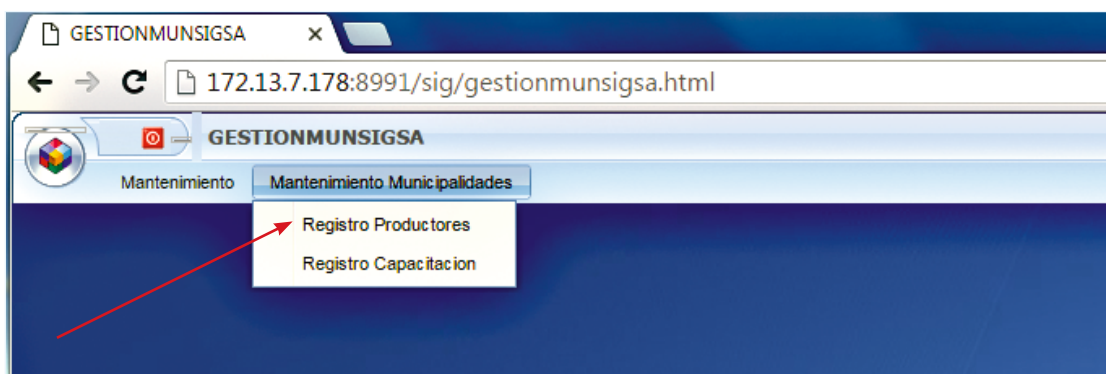 GESTIONMUNSIGSA
172.13.7.178:8991/sig/gestionmunsigsa.html
GESTIONMUNSIGSA
Mantenimiento Mantenimiento Municipalidades
Registro Productores
Registro Capacitacion